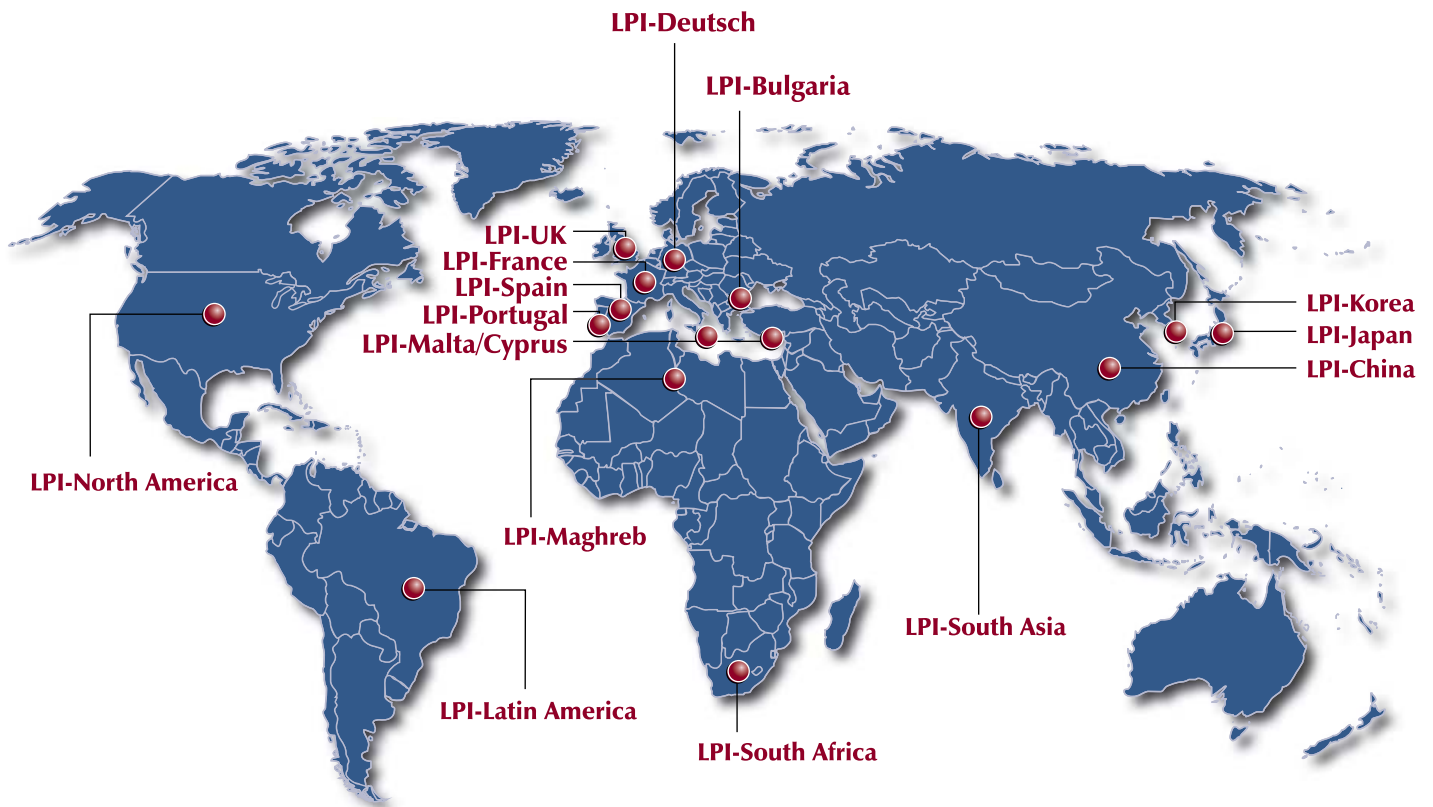 LPI-Deutsch
LPI-Bulgaria
LPI-UK
LPI-France
LPI-Spain
LPI-Portugal
LPI-Malta/Cyprus
LPI-Korea
LPI-Japan
LPI-China
LPI-North America
LPI-Maghreb
LPI-South Asia
LPI-Latin America
LPI-South Africa